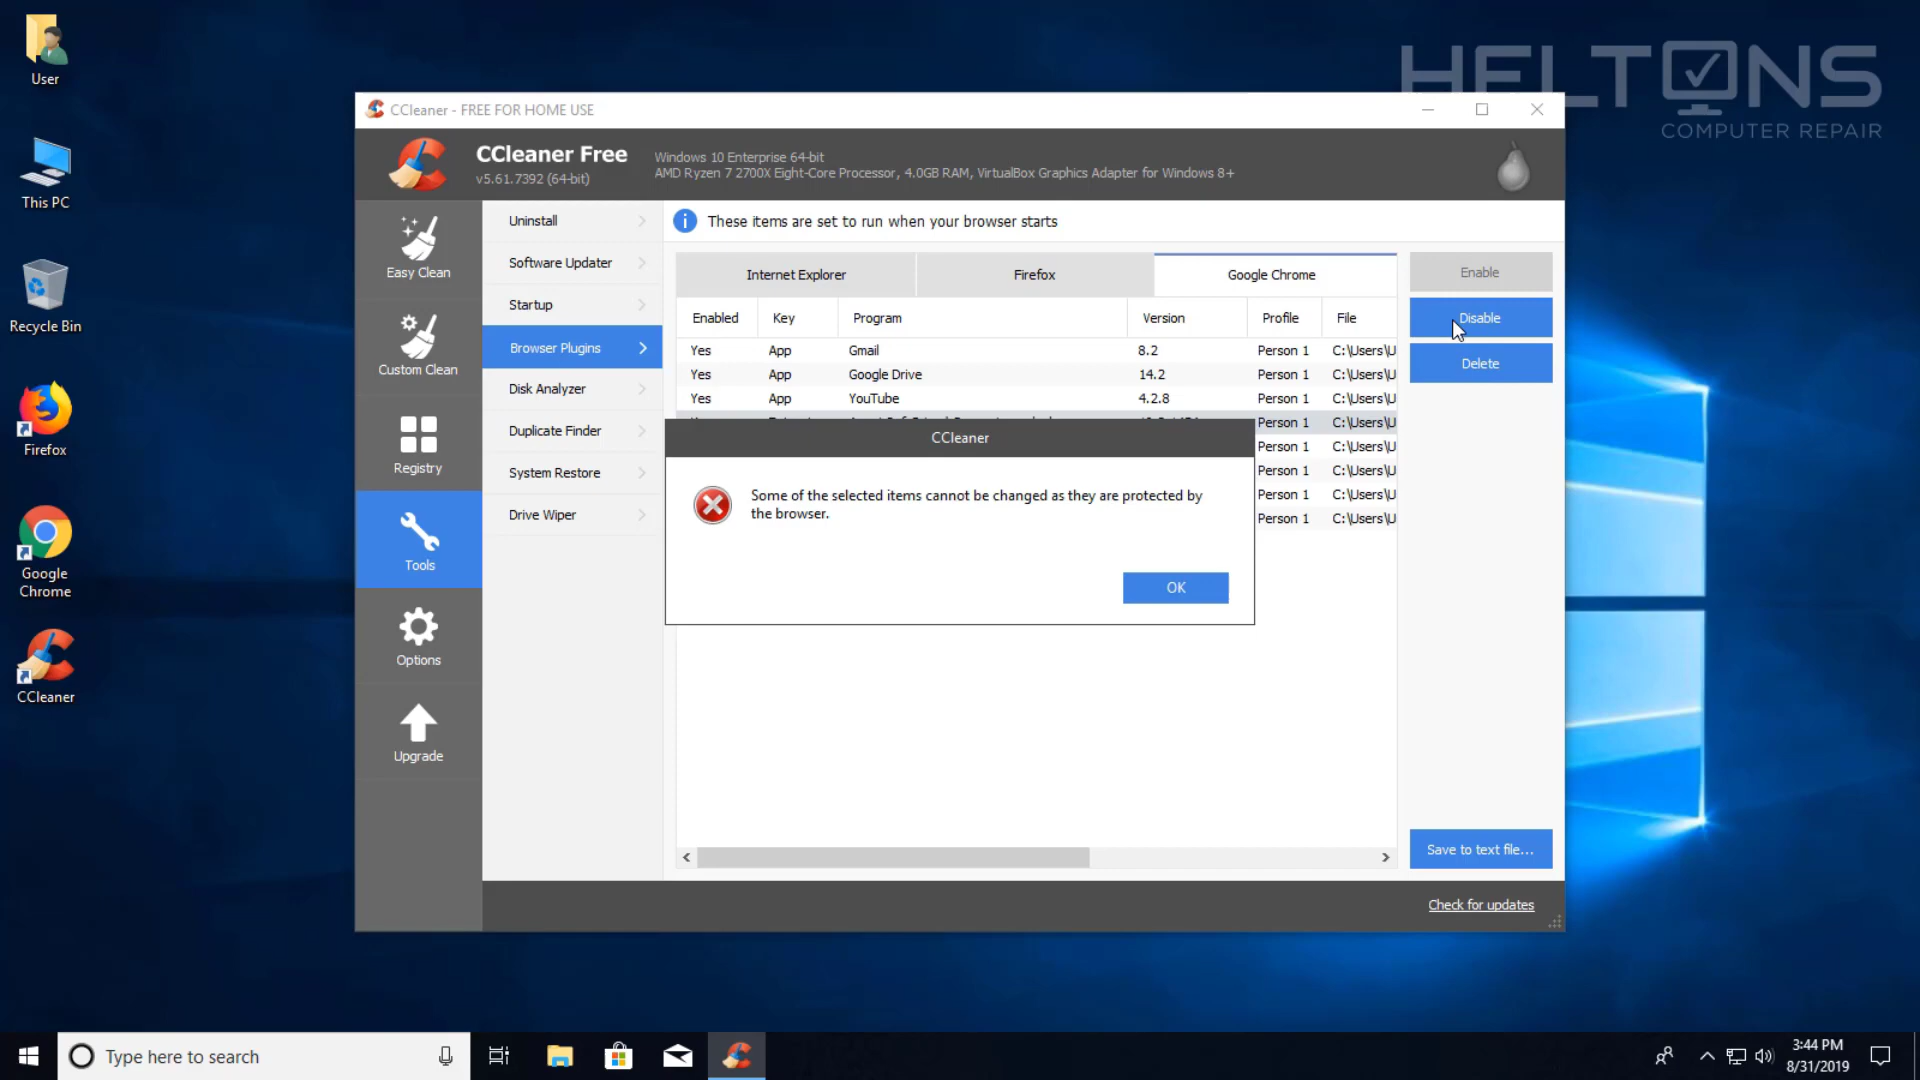 User
This PC
Recycle Bin
Firefox
Google
Chrome
CCleaner
HELTONS
COMPUTER REPAIR
CCleaner - FREE FOR HOME USE
CCleaner Free
v5.61.7392 (64-bit)
Windows 10 Enterprise 64-bit
AMD Ryzen 7 2700X Eight-Core Processor, 4.0GB RAM, VirtualBox Graphics Adapter for Windows 8+
Easy Clean
Custom Clean
Registry
Tools
Options
Upgrade
Uninstall
Software Updater
Startup
Browser Plugins
Disk Analyzer
Duplicate Finder
System Restore
Drive Wiper
These items are set to run when your browser starts
Internet Explorer Firefox Google Chrome
Enabled Key Program Version Profile File
Yes App Gmail 8.2 Person 1 C:\Users\U
Yes App Google Drive 14.2 Person 1 C:\Users\U
Yes App YouTube 4.2.8 Person 1 C:\Users\U
Person 1 C:\Users\U
Person 1 C:\Users\U
Person 1 C:\Users\U
Person 1 C:\Users\U
Person 1 C:\Users\U
CCleaner
Some of the selected items cannot be changed as they are protected by
the browser.
OK
Enable
Disable
Delete
Save to text file...
Check for updates
Type here to search
3:44 PM
8/31/2019